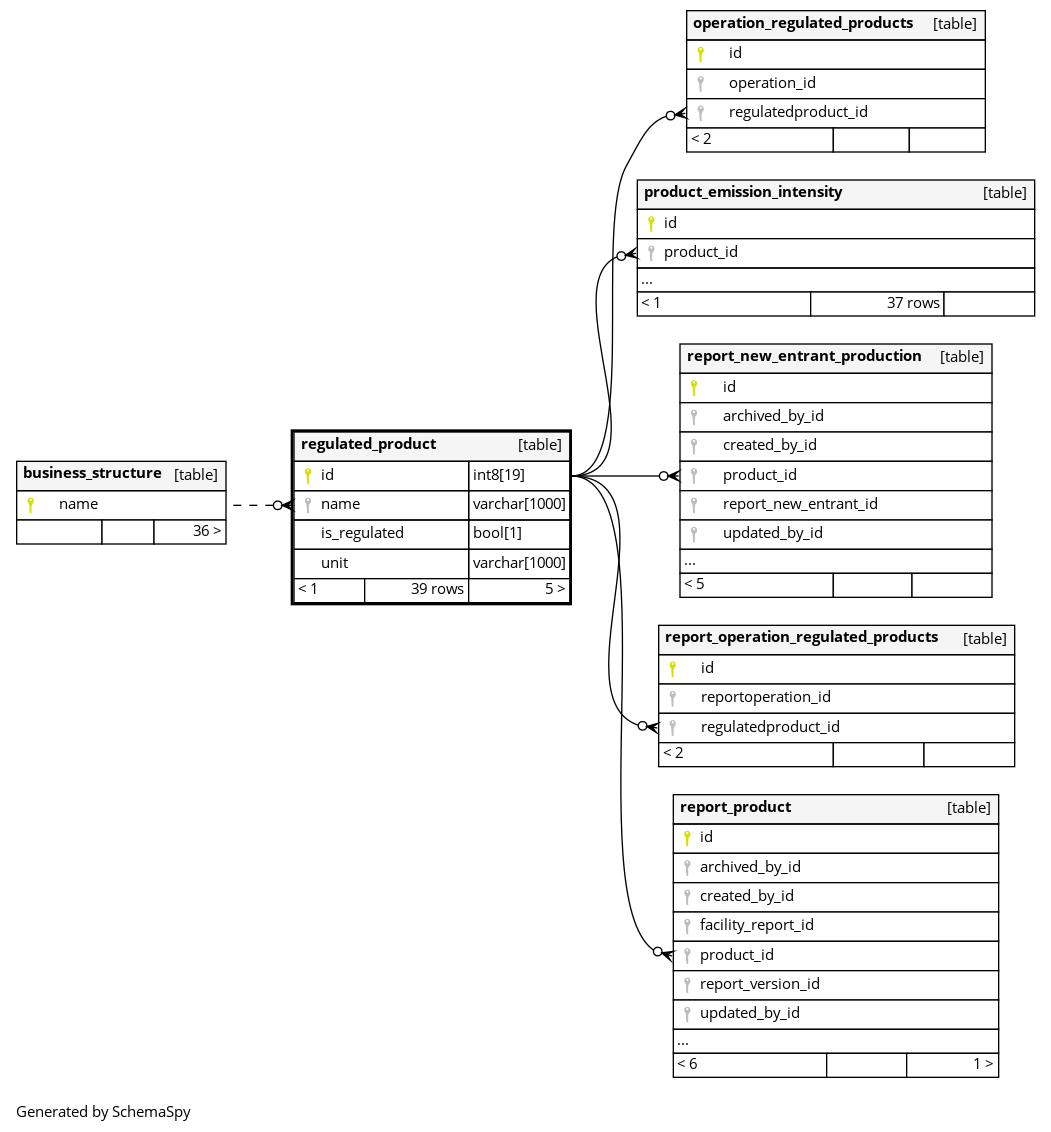 operation_regulated_products [table]
id
operation_id
regulatedproduct_id
< 2
product_emission_intensity [table]
id
product_id
...
< 1 37 rows
report_new_entrant_production [table]
id
archived_by_id
created_by_id
product_id
report_new_entrant_id
updated_by_id
...
< 5
business_structure [table]
name
36 >
regulated_product [table]
id int8[19]
name varchar[1000]
is_regulated bool[1]
unit varchar[1000]
< 1 39 rows 5 >
report_operation_regulated_products [table]
id
reportoperation_id
regulatedproduct_id
< 2
report_product [table]
id
archived_by_id
created_by_id
facility_report_id
product_id
report_version_id
updated_by_id
...
< 6 1 >
Generated by SchemaSpy